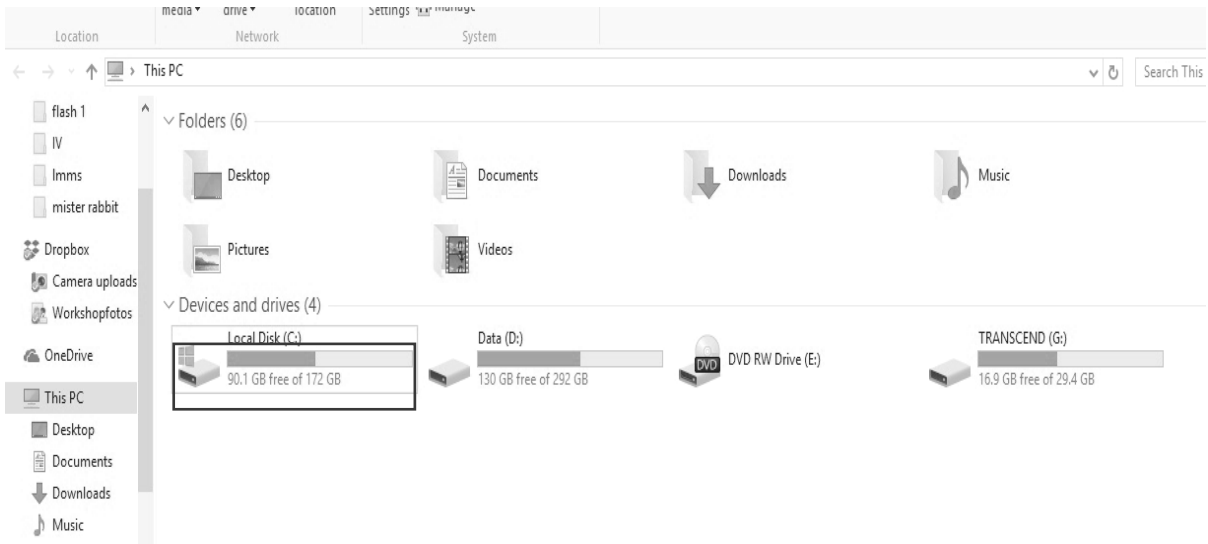 media drive location Settings Manage
Location Network System
This PC
Search This
flash 1
IV
lmms
mister rabbit
Dropbox
Camera uploads
Workshopfotos
OneDrive
This PC
Desktop
Documents
Downloads
Music
Folders (6)
Desktop
Documents
Downloads
Music
Pictures
Videos
Devices and drives (4)
Local Disk (C:)
90.1 GB free of 172 GB
Data (D:)
130 GB free of 292 GB
DVD
DVD RW Drive (E:)
TRANSCEND (G:)
16.9 GB free of 29.4 GB